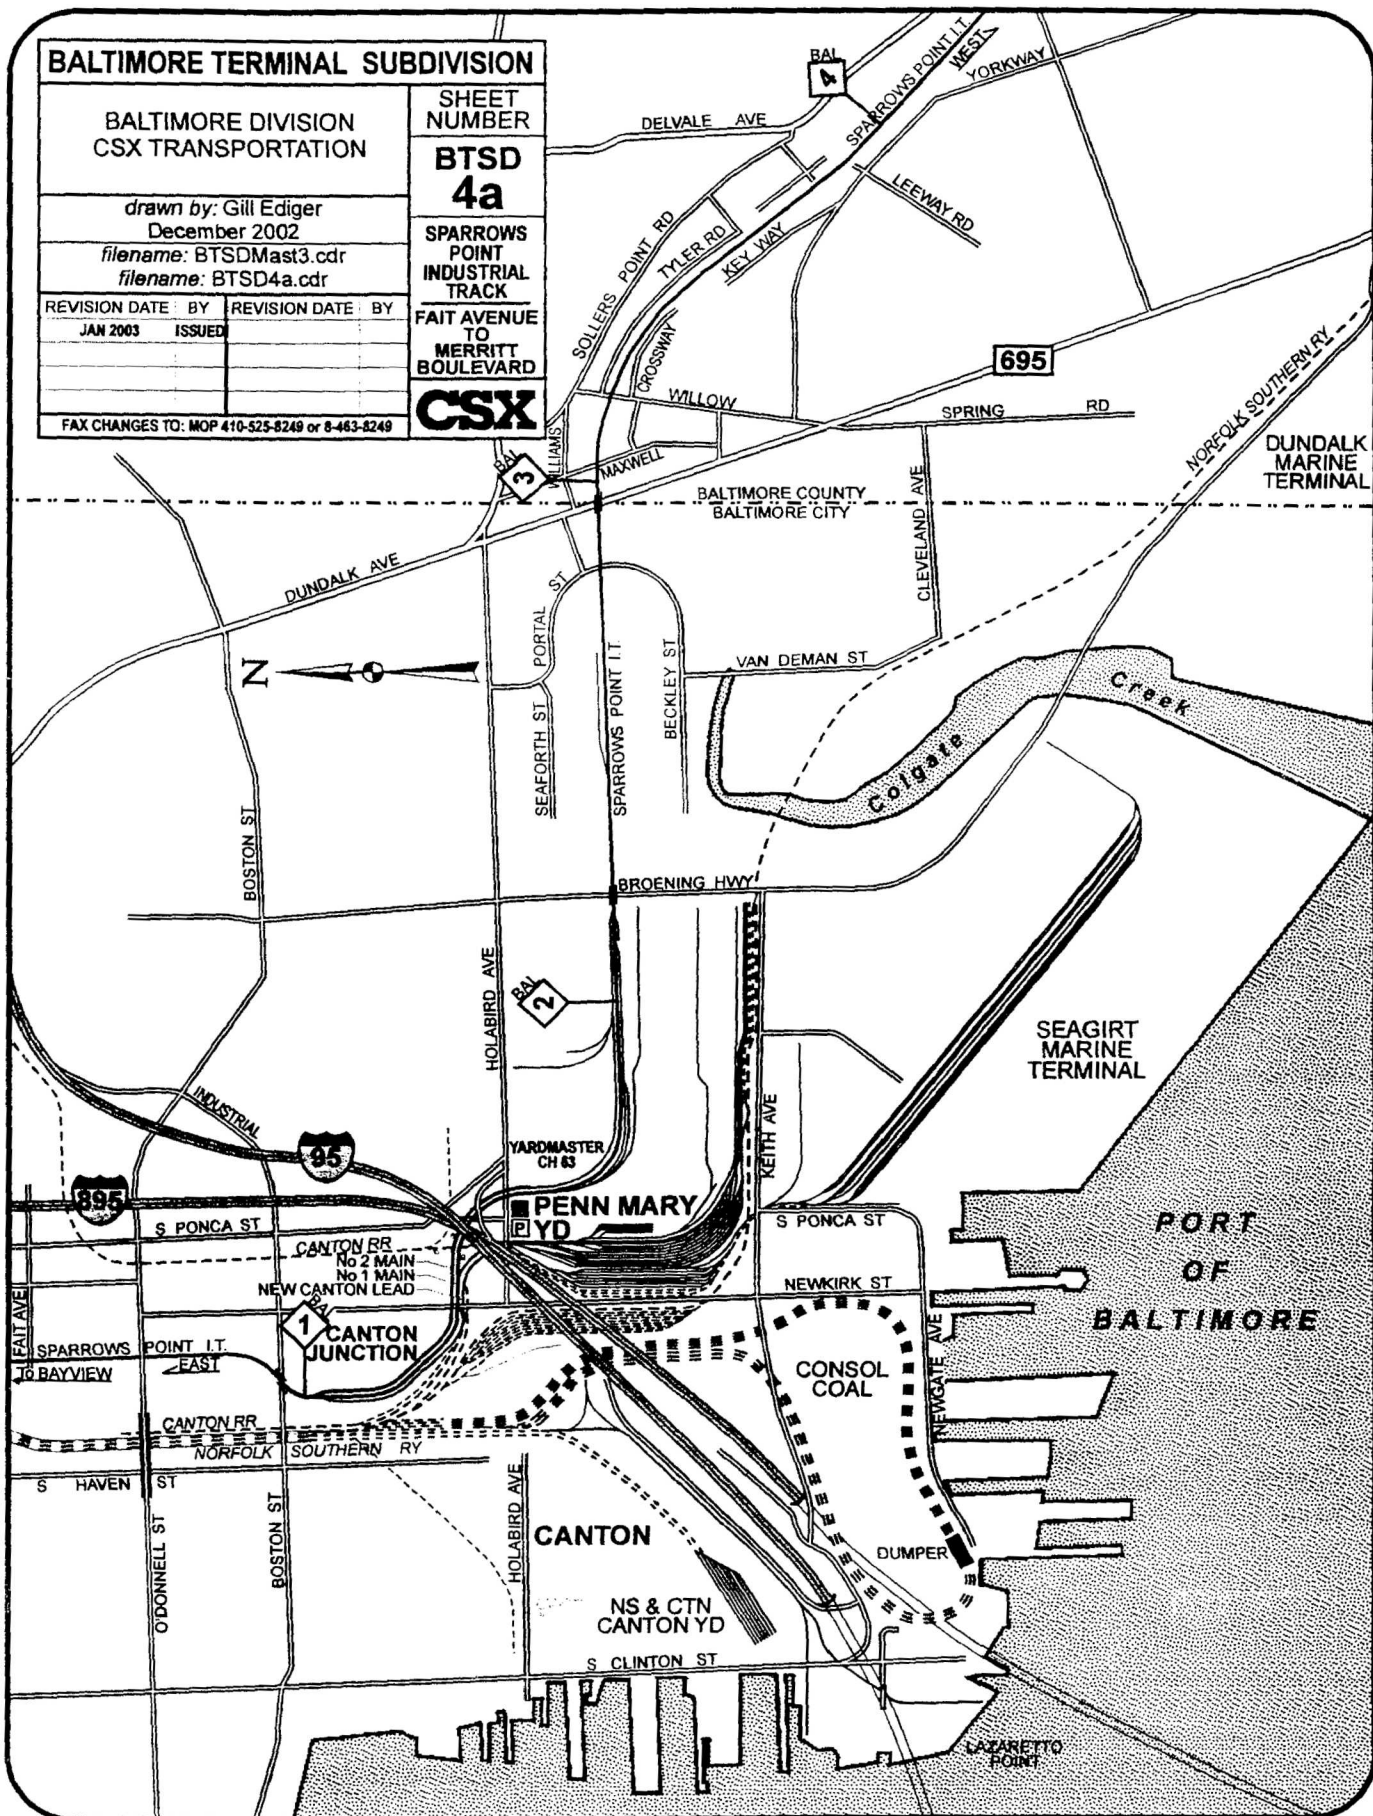 BALTIMORE TERMINAL SUBDIVISION
BALTIMORE DIVISION
CSX TRANSPORTATION
SHEET
NUMBER
BTSD
4a
drawn by: Gill Ediger
December 2002
filename: BTSDMast3.cdr
filename: BTSD4a.cdr
SPARROWS
POINT
INDUSTRIAL
TRACK
FAIT AVENUE
TO
MERRITT
BOULEVARD
REVISION DATE BY REVISION DATE BY
JAN 2003 ISSUED
FAX CHANGES TO: MOP 410-525-8249 or 8-463-8249
CSX
BAL
4
SPARROWS POINT I.T.
WEST
YORKWAY
DELVALE AVE
LEEWAY RD
SOLLERS POINT RD
TYLER RD
KEY WAY
CROSSWAY
695
WILLOW
SPRING RD
NORFOLK SOUTHERN RY
DUNDALK
MARINE
TERMINAL
WILLIAMS
MAXWELL
BAL
3
BALTIMORE COUNTY
BALTIMORE CITY
CLEVELAND AVE
DUNDALK AVE
N
SEAFORTH ST
PORTAL ST
SPARROWS POINT I.T.
BECKLEY ST
VAN DEMAN ST
Colgate Creek
BOSTON ST
BROENING HWY
HOLABIRD AVE
BAL
2
SEAGIRT
MARINE
TERMINAL
INDUSTRIAL
95
895
YARDMASTER
CH 63
KEITH AVE
PENN MARY
P YD
S PONCA ST
S PONCA ST
CANTON RR
No 2 MAIN
No 1 MAIN
NEW CANTON LEAD
NEWKIRK ST
PORT
OF
BALTIMORE
FAIT AVE
BAL
1
CANTON
JUNCTION
SPARROWS POINT I.T.
To BAYVIEW
EAST
CONSOL
COAL
NEWGATE AVE
CANTON RR
NORFOLK SOUTHERN RY
S HAVEN ST
O'DONNELL ST
BOSTON ST
HOLABIRD AVE
CANTON
DUMPER
NS & CTN
CANTON YD
S CLINTON ST
LAZARETTO
POINT